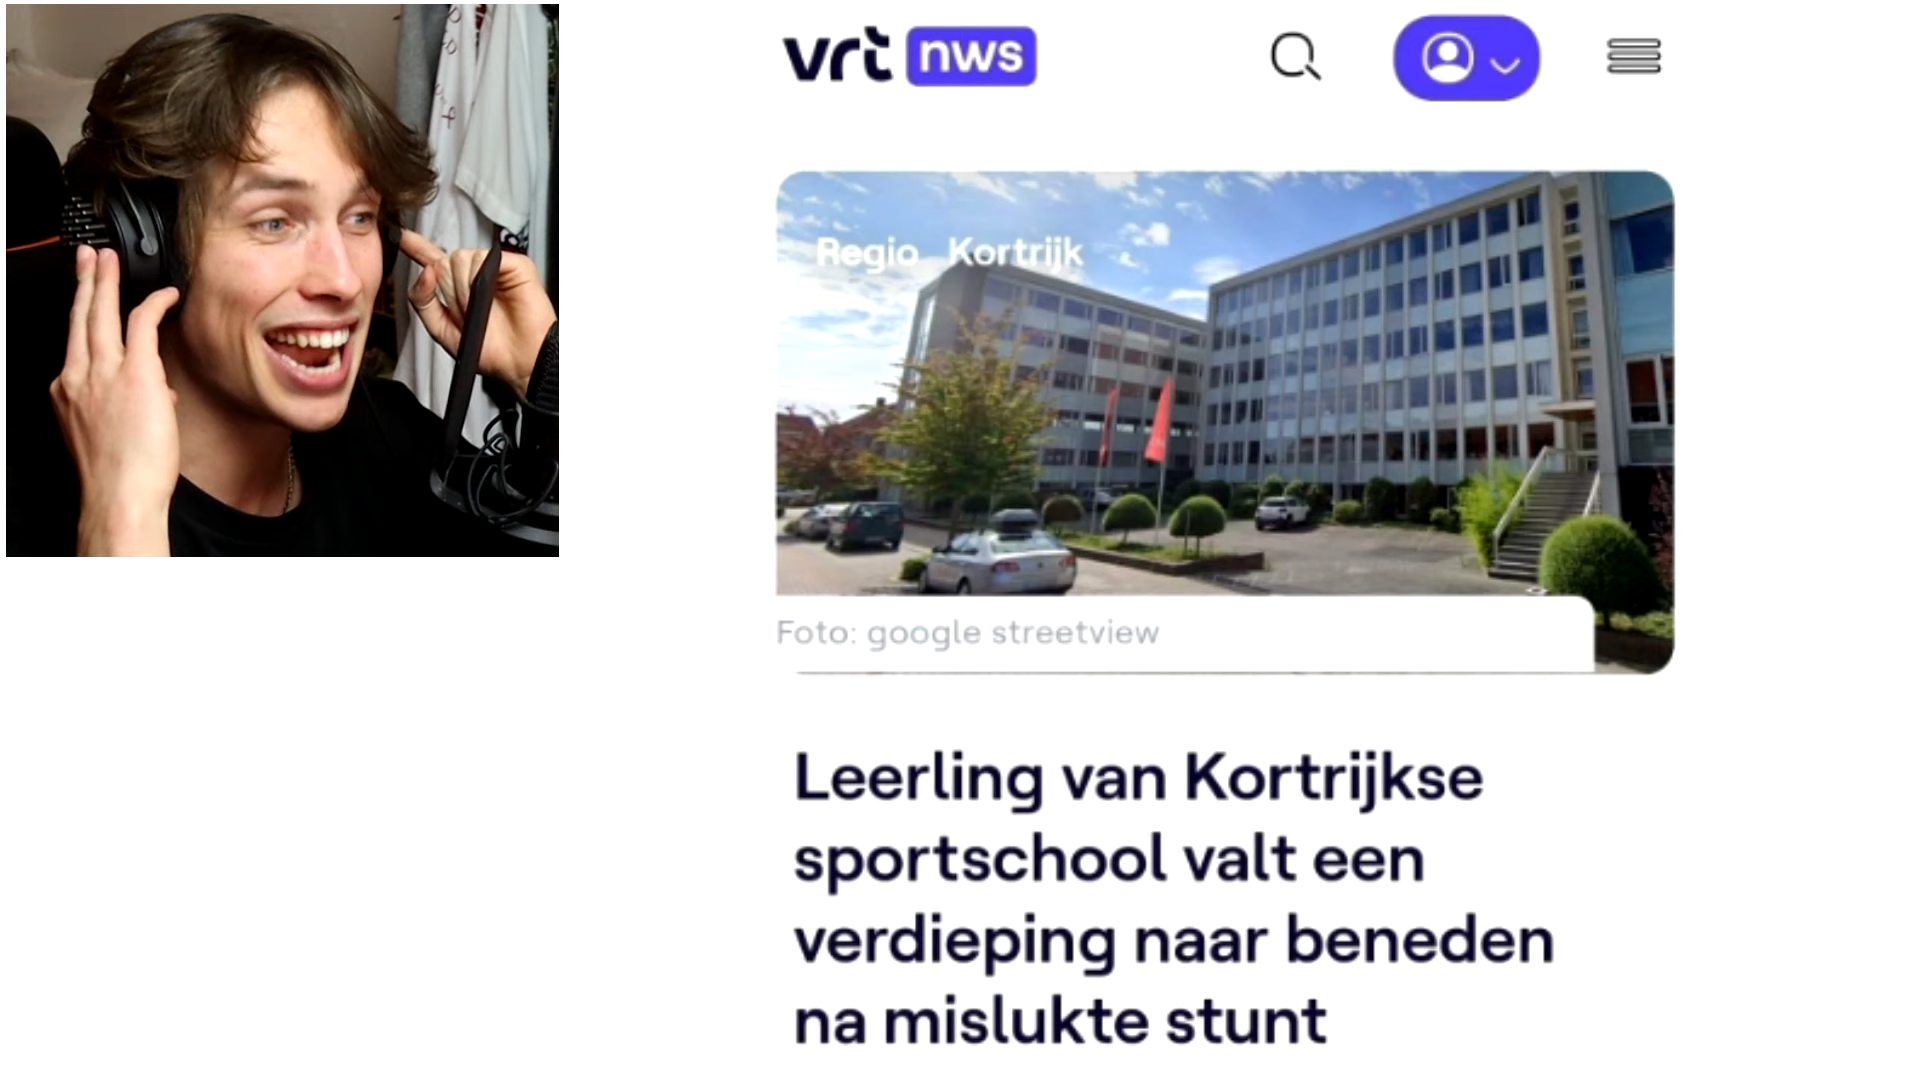 vrt nws
Regio Kortrijk
Foto: google streetview
Leerling van Kortrijkse
sportschool valt een
verdieping naar beneden
na mislukte stunt